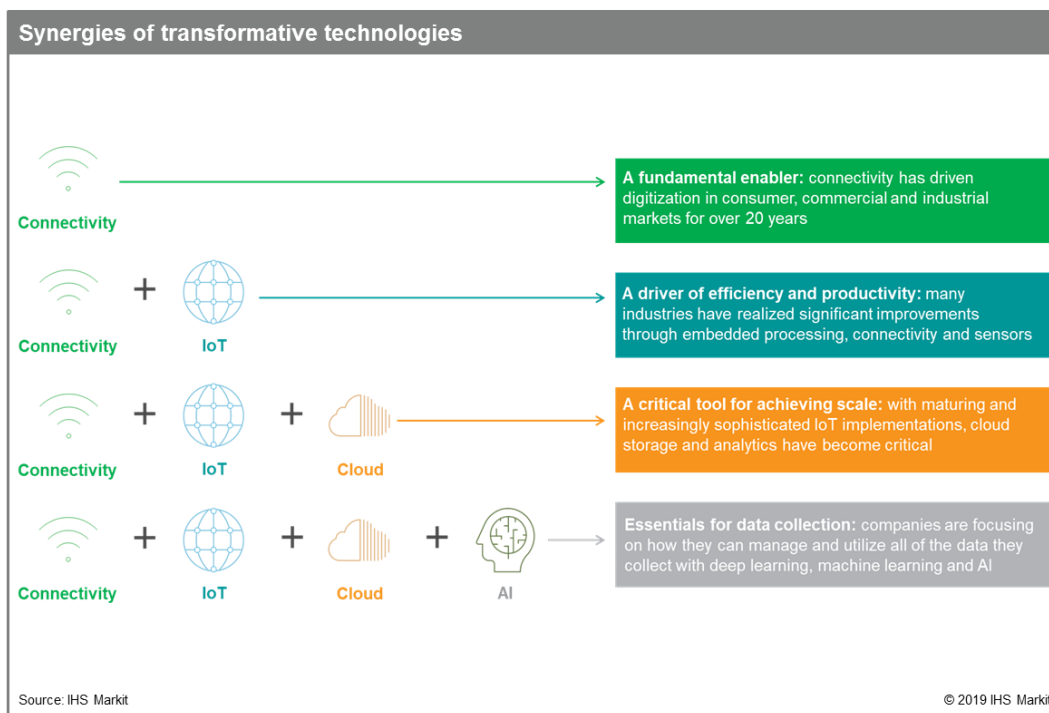 Synergies of transformative technologies
Connectivity
A fundamental enabler: connectivity has driven
digitization in consumer, commercial and industrial
markets for over 20 years
+
Connectivity
IoT
A driver of efficiency and productivity: many
industries have realized significant improvements
through embedded processing, connectivity and sensors
+ +
Connectivity
IoT
Cloud
A critical tool for achieving scale: with maturing and
increasingly sophisticated IoT implementations, cloud
storage and analytics have become critical
+ + +
Connectivity
IoT
Cloud
AI
Essentials for data collection: companies are focusing
on how they can manage and utilize all of the data they
collect with deep learning, machine learning and AI
Source: IHS Markit
© 2019 IHS Markit